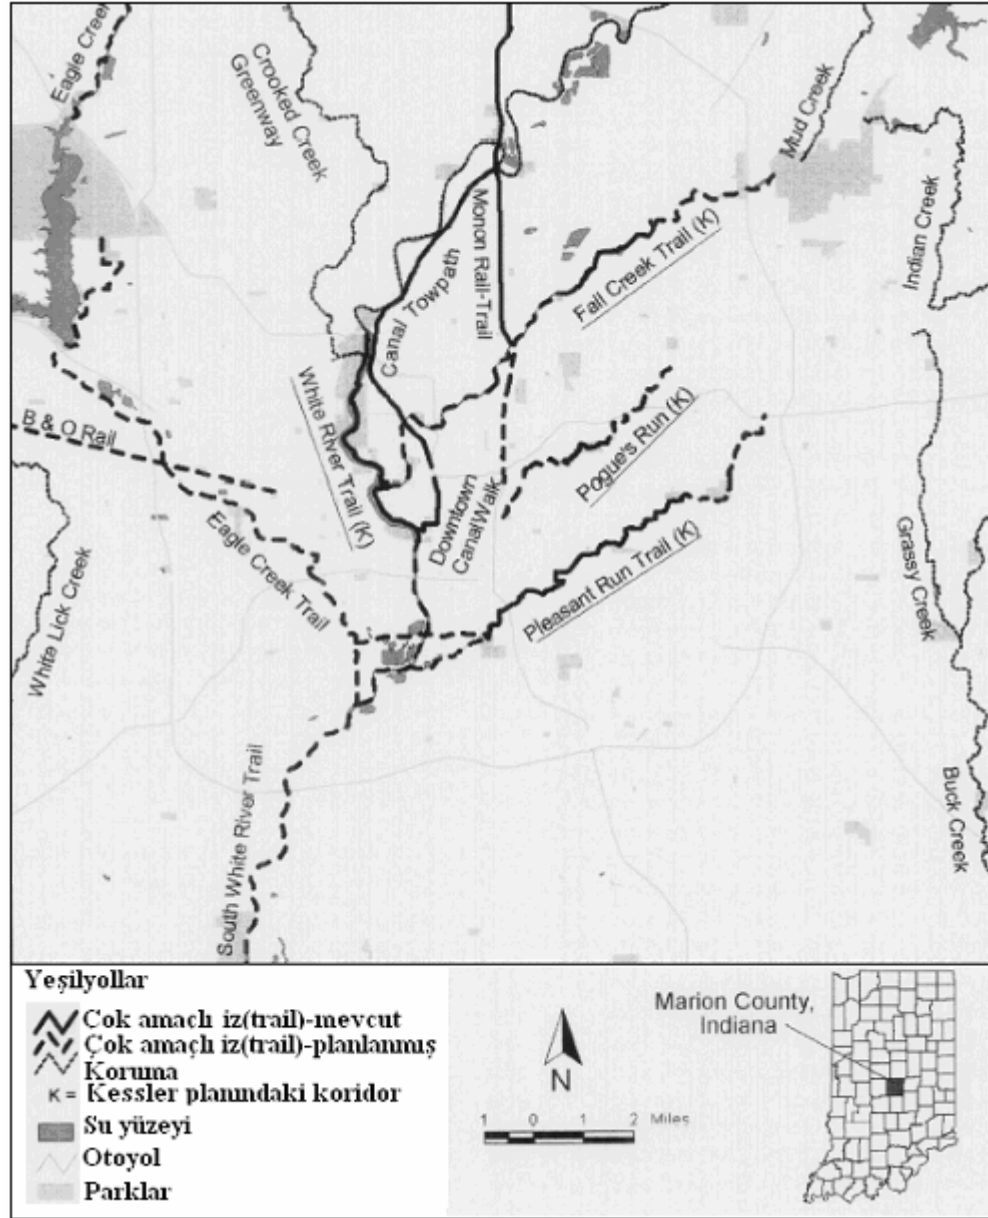 Eagle Creek
Crooked Creek
Greenway
Mud Creek
Monon Rail-Trail
Canal Towpath
Fall Creek Trail (K)
Indian Creek
White River Trail (K)
B & O Rail
Pogue's Run (K)
Downtown
Canal Walk
Eagle Creek Trail
Pleasant Run Trail (K)
Grassy Creek
White Lick Creek
South White River Trail
Buck Creek
Yeşilyollar
Çok amaçlı iz(trail)-mevcut
Çok amaçlı iz(trail)-planlanmış
Koruma
K = Kessler planındaki koridor
Su yüzeyi
Otoyol
Parklar
N
1 0 1 2 Miles
Marion County,
Indiana